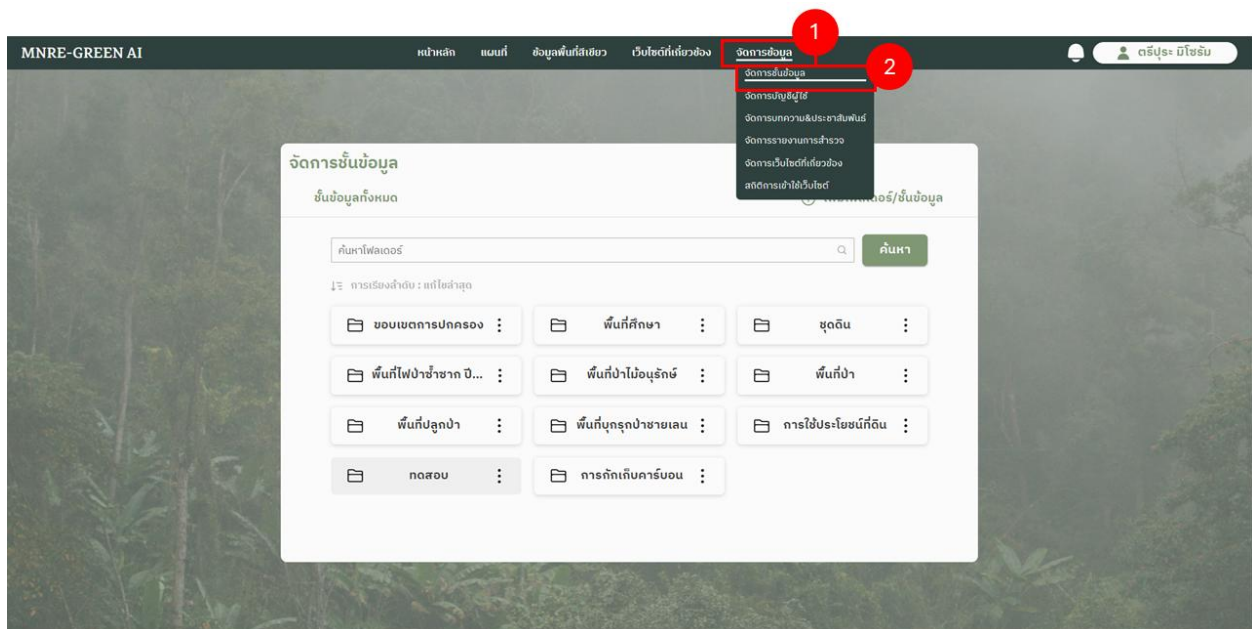 1
MNRE-GREEN AI หน้าหลัก แผนที่ ข้อมูลพื้นที่สีเขียว เว็บไซต์ที่เกี่ยวข้อง จัดการข้อมูล ตรีปุระ มิโซรัม
2
จัดการชั้นข้อมูล
จัดการบัญชีผู้ใช้
จัดการบทความ&ประชาสัมพันธ์
จัดการรายงานการสำรวจ
จัดการเว็บไซต์ที่เกี่ยวข้อง
สถิติการเข้าใช้เว็บไซต์
จัดการชั้นข้อมูล
ชั้นข้อมูลทั้งหมด
ค้นหาโฟลเดอร์ ค้นหา
การเรียงลำดับ : แก้ไขล่าสุด
ขอบเขตการปกครอง พื้นที่ศึกษา ชุดดิน
พื้นที่ไฟป่าซ้ำซาก ปี... พื้นที่ป่าไม้อนุรักษ์ พื้นที่ป่า
พื้นที่ปลูกป่า พื้นที่บุกรุกป่าชายเลน การใช้ประโยชน์ที่ดิน
ทดสอบ การกักเก็บคาร์บอน